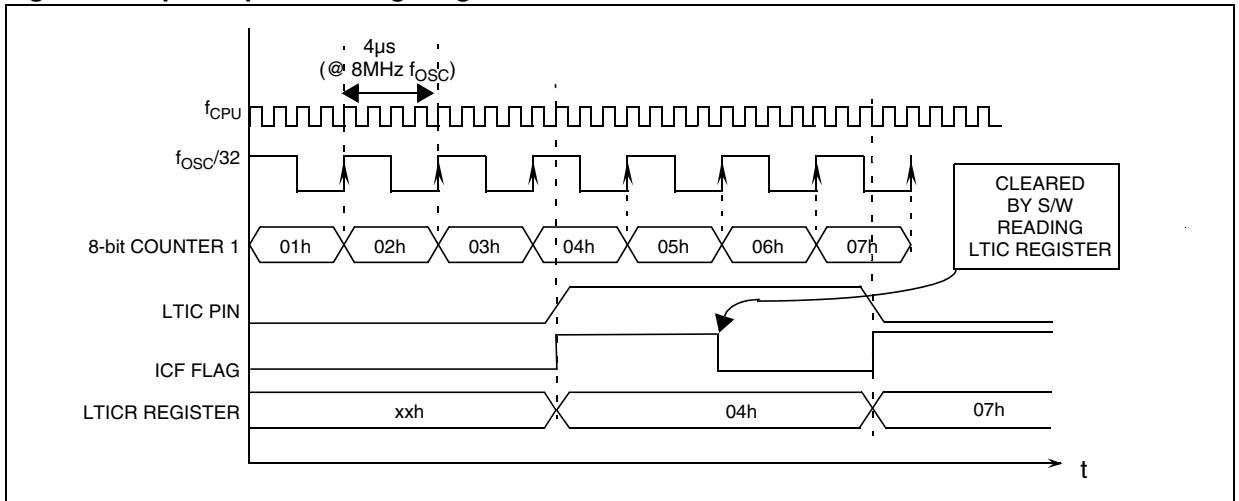 4µs
(@ 8MHz fOSC)
fCPU
fOSC/32
CLEARED
BY S/W
READING
LTIC REGISTER
8-bit COUNTER 1
01h 02h 03h 04h 05h 06h 07h
LTIC PIN
ICF FLAG
LTICR REGISTER
xxh 04h 07h
t